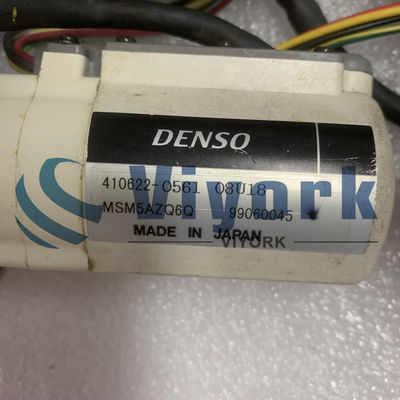 DENSO
410622-0561 08U18
MSM5AZQ6Q 99060045
MADE IN JAPAN
Viyork
VIYORK